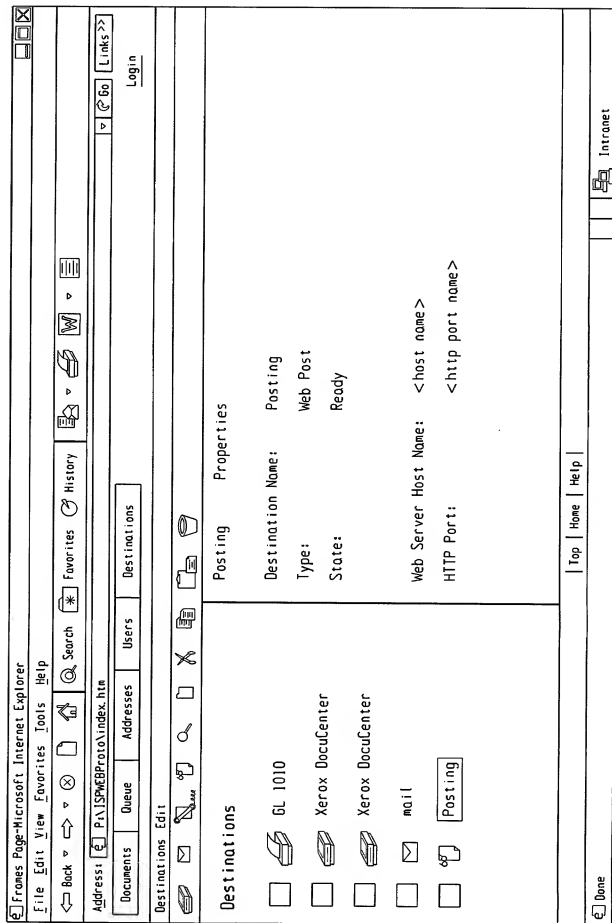 Frames Page-Microsoft Internet Explorer
File Edit View Favorites Tools Help
Back Search Favorites History
Address: P:\ISPWEBProto\index.htm Go Links>>
Documents Queue Addresses Users Destinations Login
Destinations Edit
Destinations
GL 1010
Xerox DocuCenter
Xerox DocuCenter
mail
Posting
Posting Properties
Destination Name: Posting
Type: Web Post
State: Ready
Web Server Host Name: <host name>
HTTP Port: <http port name>
| Top | Home | Help |
Done Intranet